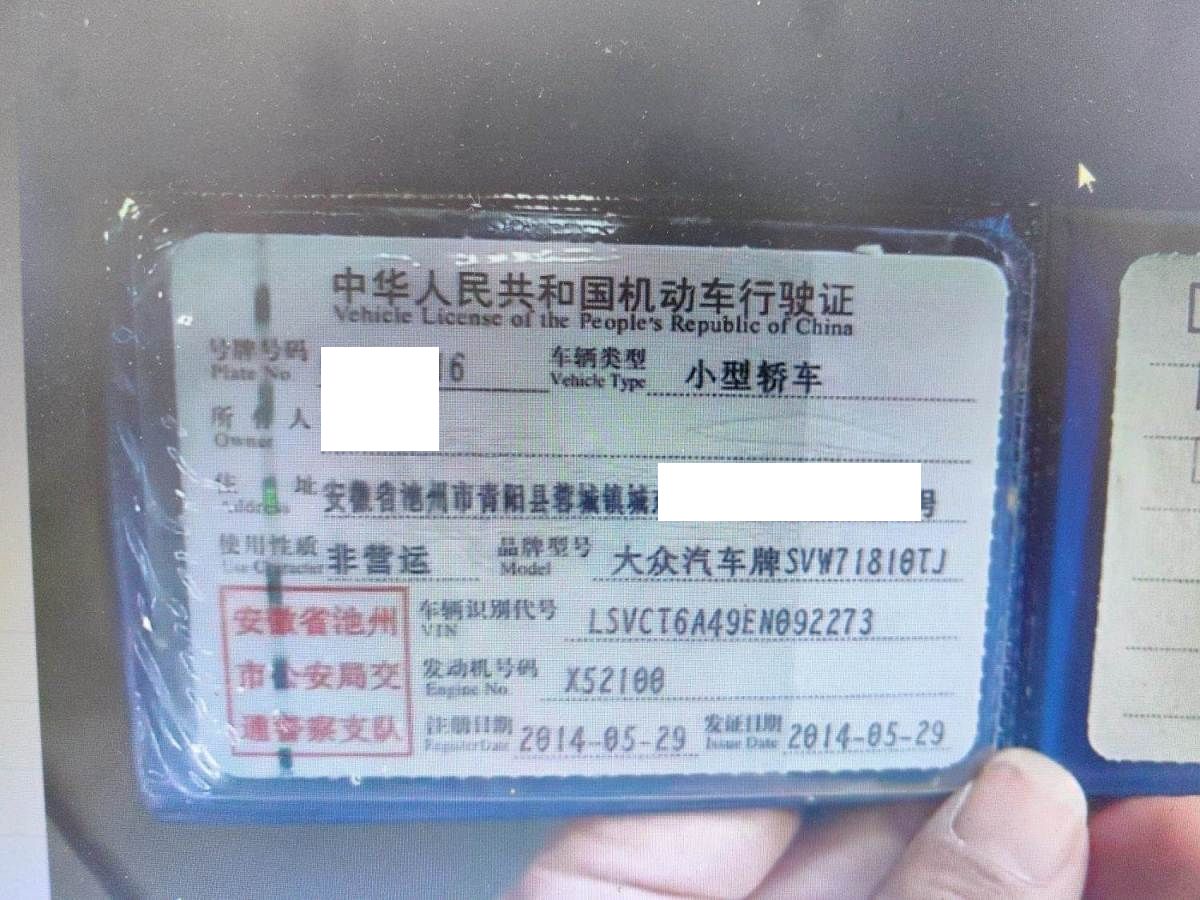 中华人民共和国机动车行驶证
Vehicle License of the People's Republic of China
号牌号码 16 车辆类型 小型轿车
Plate No. Vehicle Type
所 人
Owner
住 址 安徽省池州市青阳县蓉城镇城 号
Address
使用性质 非营运 品牌型号 大众汽车牌SVW71810TJ
Use Character Model
安徽省池州 车辆识别代号 LSVCT6A49EN092273
VIN
市公安局交 发动机号码 X52100
Engine No.
通警察支队 注册日期 2014-05-29 发证日期 2014-05-29
Register Date Issue Date